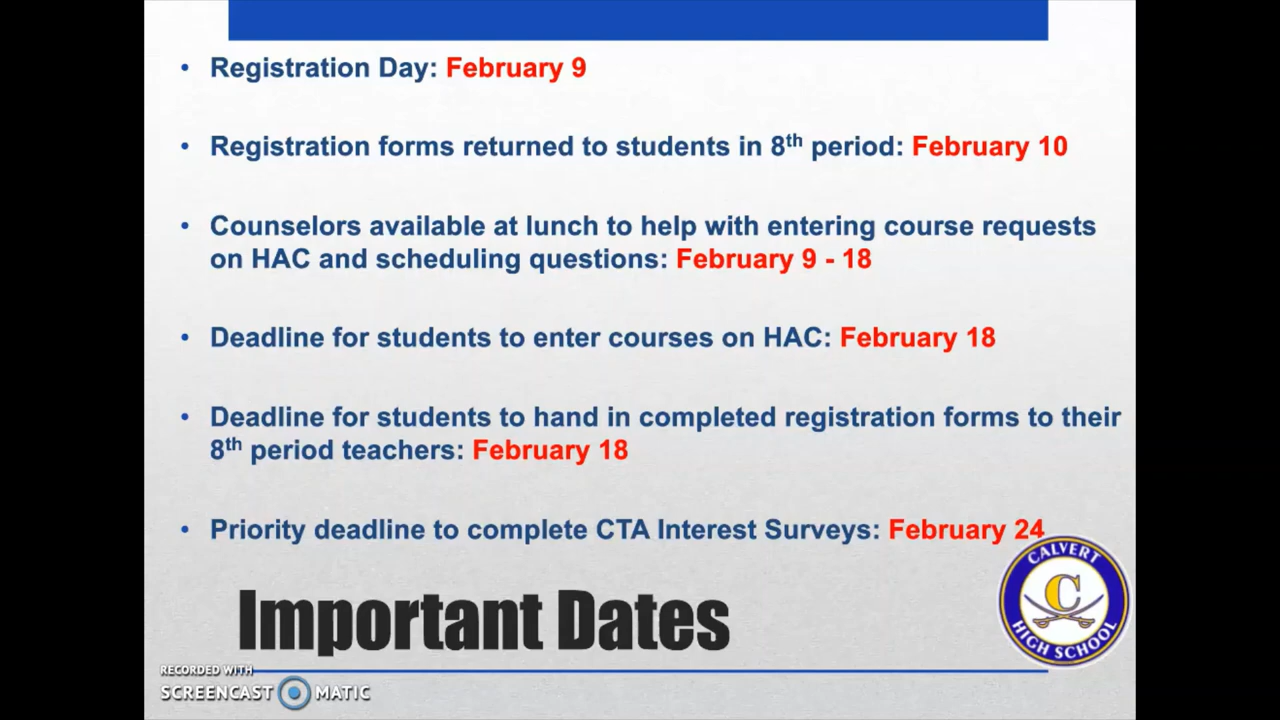 • Registration Day: February 9
• Registration forms returned to students in 8th period: February 10
• Counselors available at lunch to help with entering course requests
on HAC and scheduling questions: February 9 - 18
• Deadline for students to enter courses on HAC: February 18
• Deadline for students to hand in completed registration forms to their
8th period teachers: February 18
• Priority deadline to complete CTA Interest Surveys: February 24
CALVERT
C
HIGH SCHOOL
Important Dates
RECORDED WITH
SCREENCAST MATIC